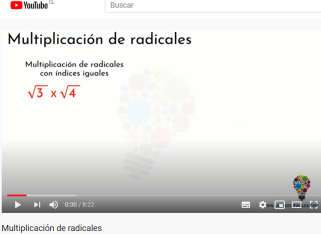 YouTube CL
Buscar
Multiplicación de radicales
Multiplicación de radicales
con índices iguales
√3 x √4
0:30 / 8:22
Multiplicación de radicales